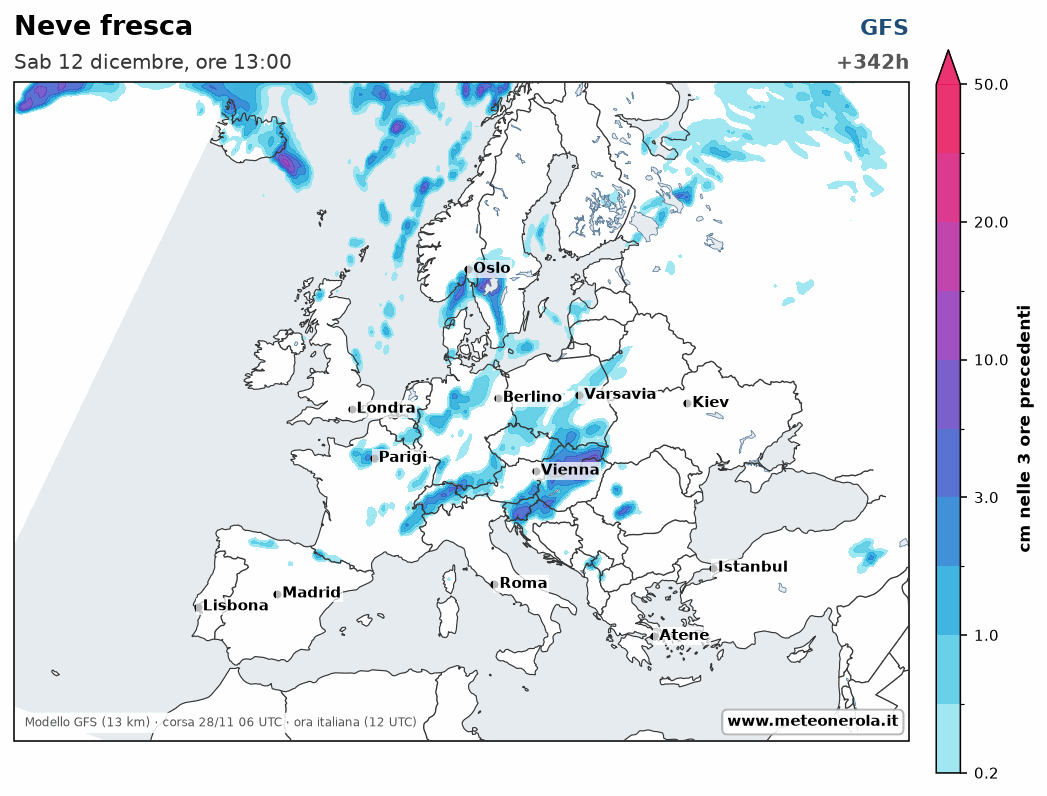 Neve fresca
GFS
Sab 12 dicembre, ore 13:00
+342h
50.0
20.0
10.0
3.0
1.0
0.2
cm nelle 3 ore precedenti
Oslo
Berlino
Varsavia
Kiev
Londra
Parigi
Vienna
Istanbul
Roma
Madrid
Lisbona
Atene
Modello GFS (13 km) · corsa 28/11 06 UTC · ora italiana (12 UTC)
www.meteonerola.it